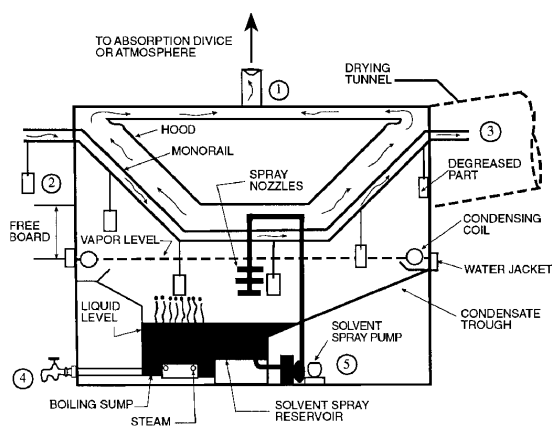 TO ABSORPTION DIVICE
OR ATMOSPHERE
1
DRYING
TUNNEL
HOOD
MONORAIL
3
2
SPRAY
NOZZLES
DEGREASED
PART
FREE
BOARD
VAPOR LEVEL
CONDENSING
COIL
WATER JACKET
LIQUID
LEVEL
CONDENSATE
TROUGH
SOLVENT
SPRAY PUMP
4
5
BOILING SUMP
STEAM
SOLVENT SPRAY
RESERVOIR